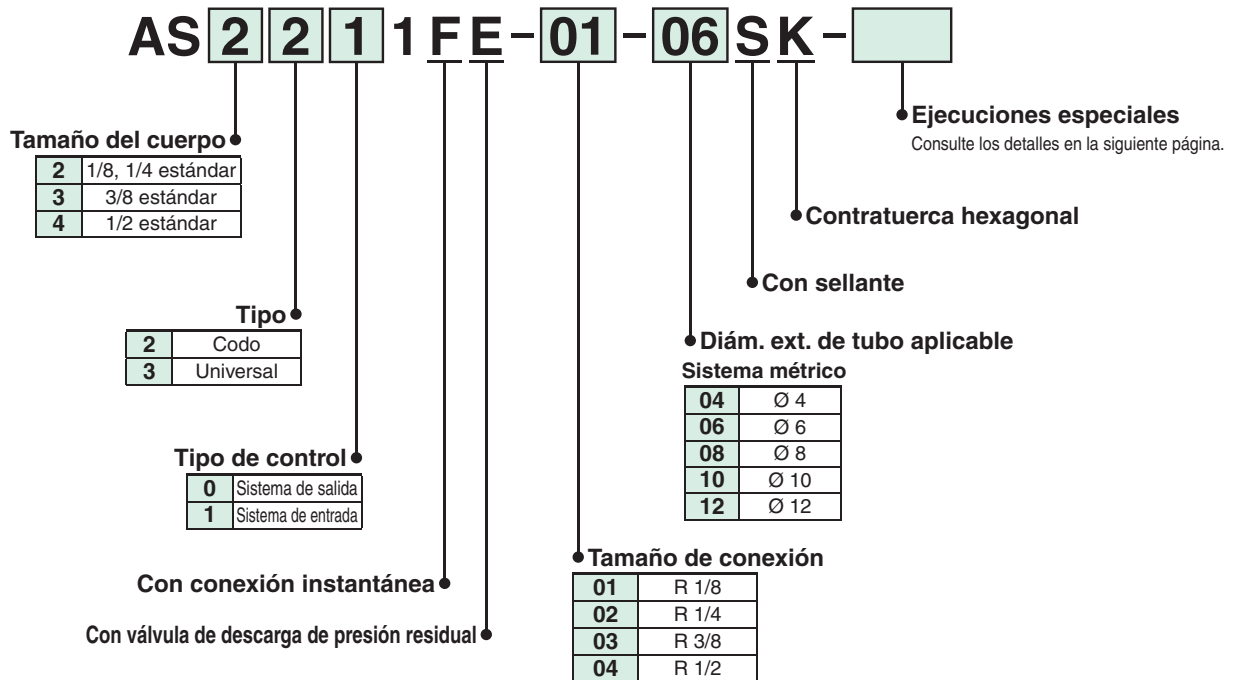 AS 2 2 1 1 F E - 01 - 06 S K -
Ejecuciones especiales
Consulte los detalles en la siguiente página.
Tamaño del cuerpo
2 1/8, 1/4 estándar
3 3/8 estándar
4 1/2 estándar
Contratuerca hexagonal
Con sellante
Tipo
2 Codo
3 Universal
Diám. ext. de tubo aplicable
Sistema métrico
04 Ø 4
06 Ø 6
08 Ø 8
10 Ø 10
12 Ø 12
Tipo de control
0 Sistema de salida
1 Sistema de entrada
Tamaño de conexión
01 R 1/8
02 R 1/4
03 R 3/8
04 R 1/2
Con conexión instantánea
Con válvula de descarga de presión residual